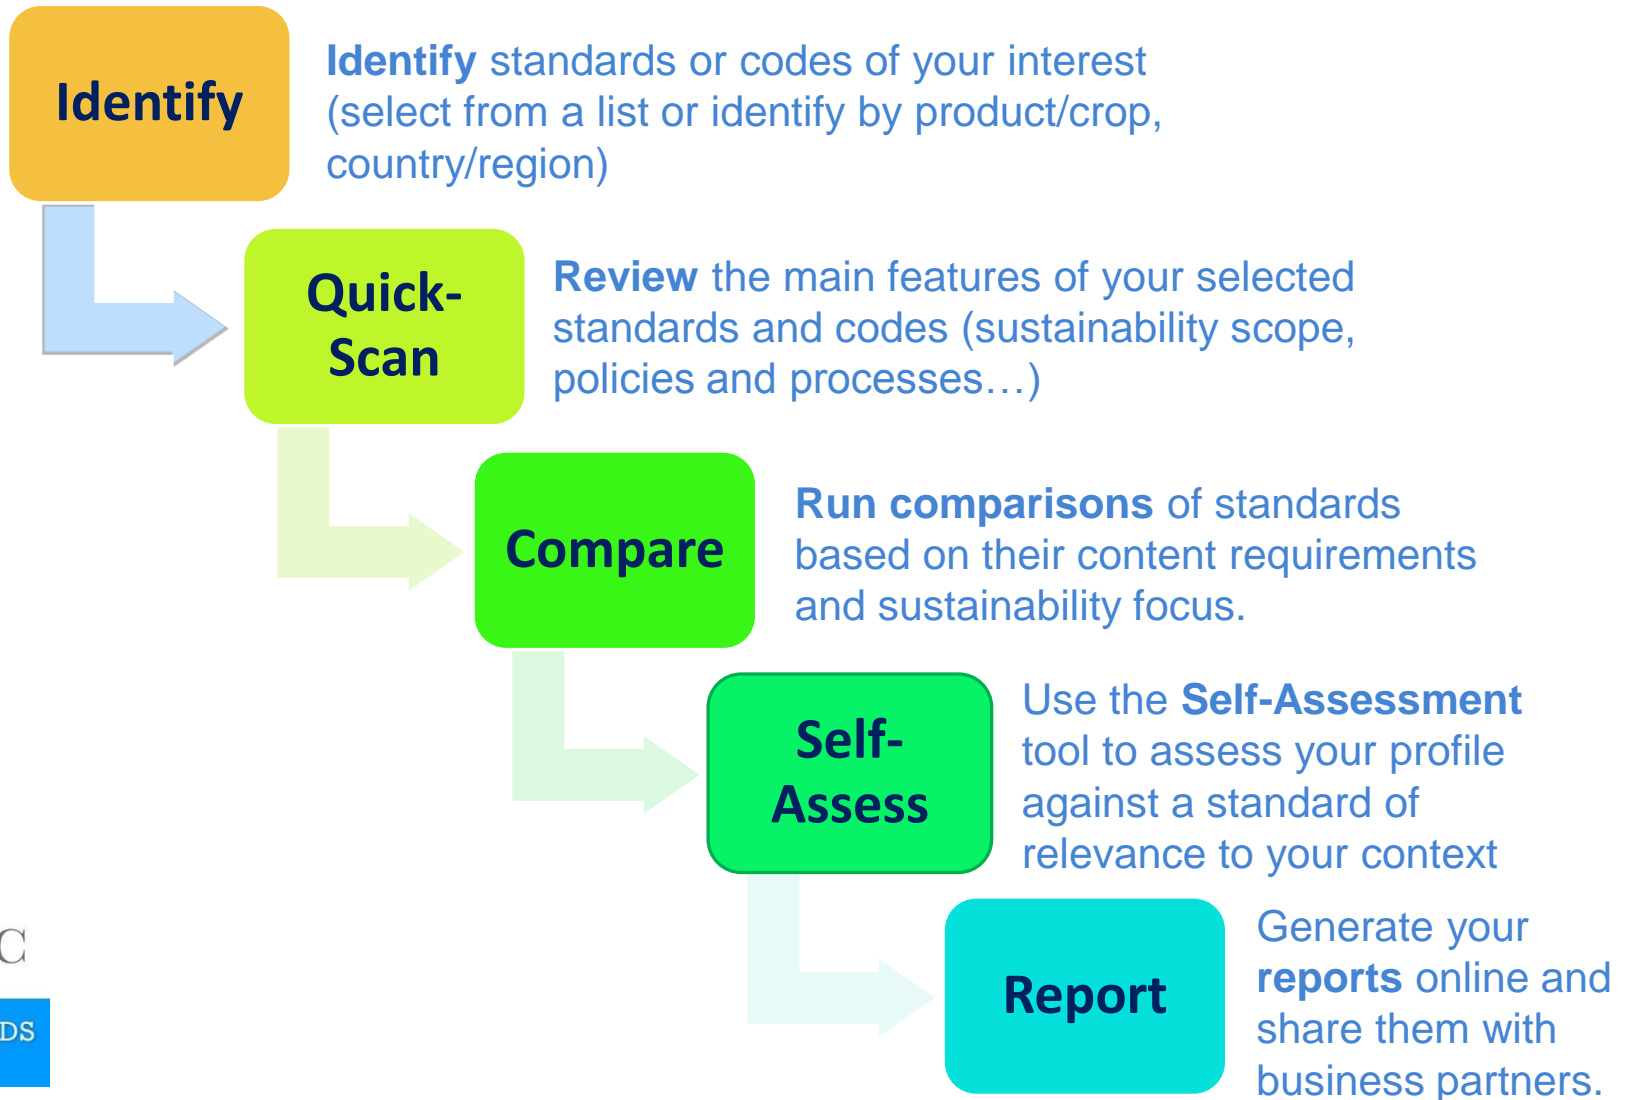 Identify
Identify standards or codes of your interest
(select from a list or identify by product/crop,
country/region)
Quick-
Scan
Review the main features of your selected
standards and codes (sustainability scope,
policies and processes…)
Compare
Run comparisons of standards
based on their content requirements
and sustainability focus.
Self-
Assess
Use the Self-Assessment
tool to assess your profile
against a standard of
relevance to your context
C
DS
Report
Generate your
reports online and
share them with
business partners.